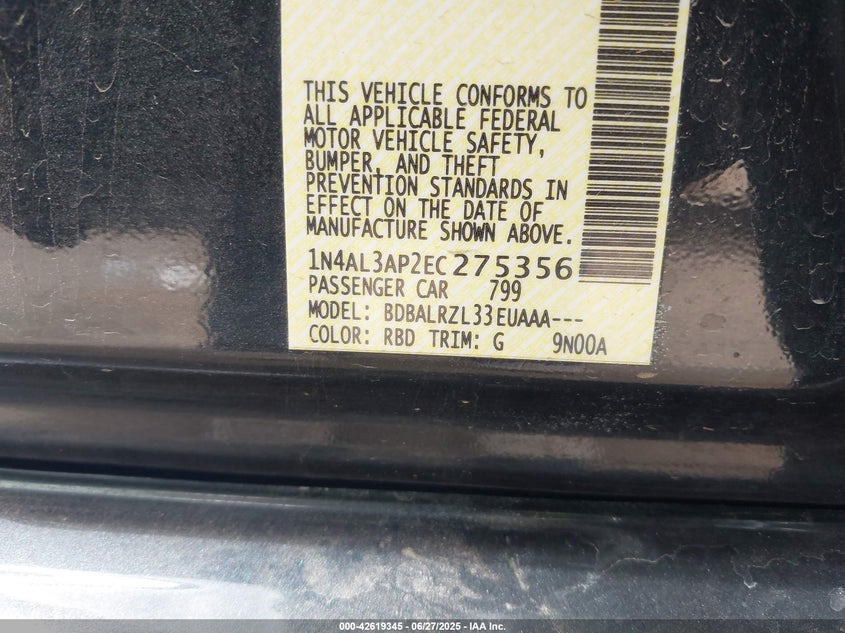 THIS VEHICLE CONFORMS TO
ALL APPLICABLE FEDERAL
MOTOR VEHICLE SAFETY,
BUMPER, AND THEFT
PREVENTION STANDARDS IN
EFFECT ON THE DATE OF
MANUFACTURE SHOWN ABOVE.
1N4AL3AP2EC275356
PASSENGER CAR 799
MODEL: BDBALRZL33EUAAA---
COLOR: RBD TRIM: G 9N00A
000-42619345 - 06/27/2025 - IAA Inc.